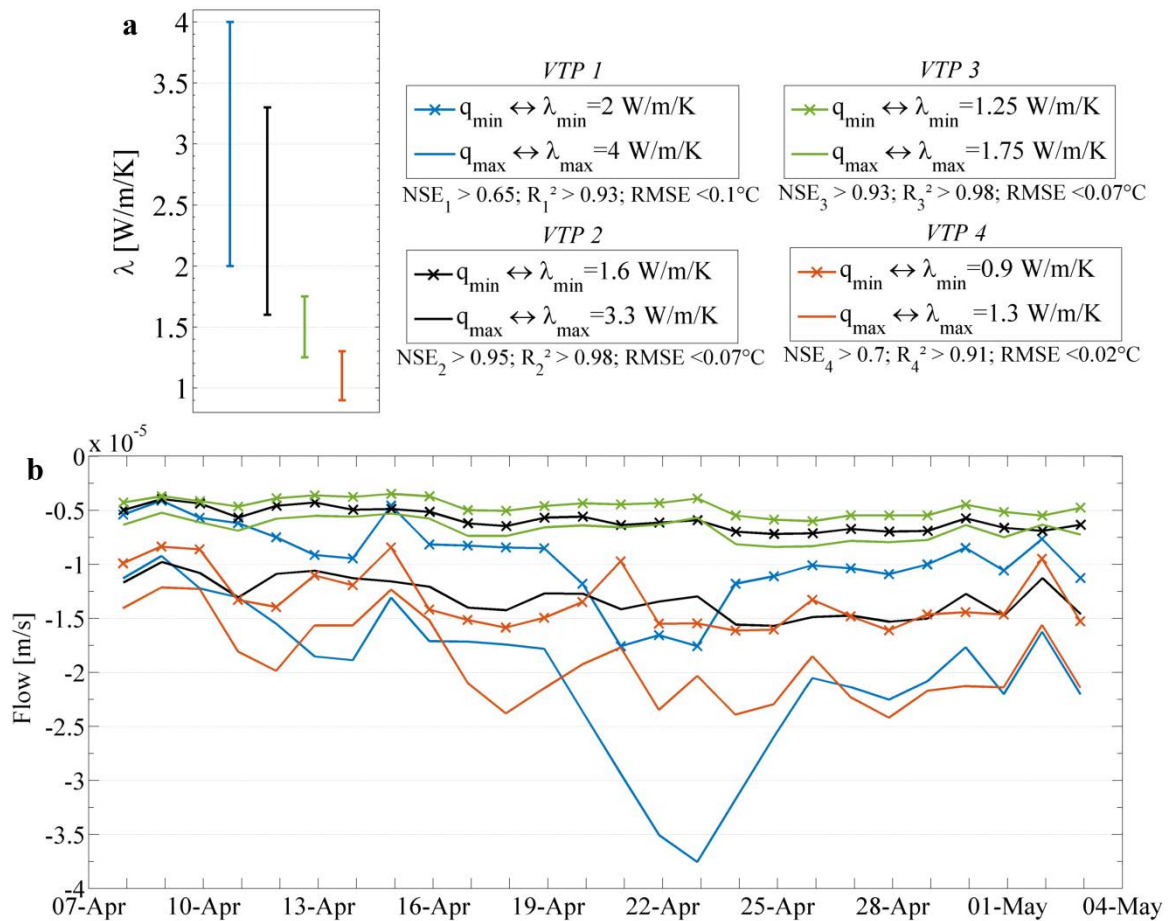 a
λ [W/m/K]
4
3.5
3
2.5
2
1.5
1
VTP 1
q_min ↔ λ_min=2 W/m/K
q_max ↔ λ_max=4 W/m/K
NSE_1 > 0.65; R_1² > 0.93; RMSE <0.1°C
VTP 2
q_min ↔ λ_min=1.6 W/m/K
q_max ↔ λ_max=3.3 W/m/K
NSE_2 > 0.95; R_2² > 0.98; RMSE <0.07°C
VTP 3
q_min ↔ λ_min=1.25 W/m/K
q_max ↔ λ_max=1.75 W/m/K
NSE_3 > 0.93; R_3² > 0.98; RMSE <0.07°C
VTP 4
q_min ↔ λ_min=0.9 W/m/K
q_max ↔ λ_max=1.3 W/m/K
NSE_4 > 0.7; R_4² > 0.91; RMSE <0.02°C
b
x 10⁻⁵
Flow [m/s]
0
-0.5
-1
-1.5
-2
-2.5
-3
-3.5
-4
07-Apr 10-Apr 13-Apr 16-Apr 19-Apr 22-Apr 25-Apr 28-Apr 01-May 04-May